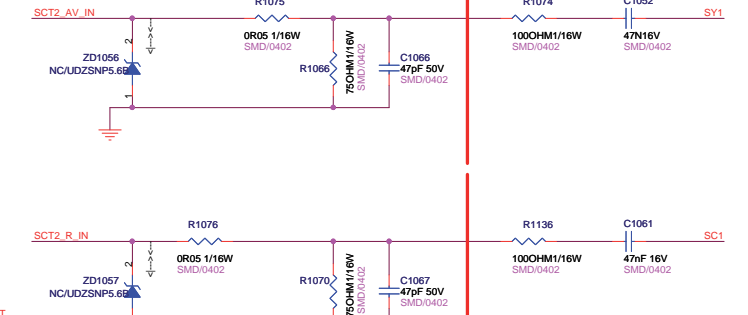 R1075
R1074
C1052
SCT2_AV_IN
SY1
0R05 1/16W
SMD/0402
100OHM1/16W
SMD/0402
47N16V
SMD/0402
2
ZD1056
NC/UDZSNP5.6B
1
R1066
75OHM1/16W
SMD/0402
C1066
47pF 50V
SMD/0402
SCT2_R_IN
R1076
R1136
C1061
SC1
0R05 1/16W
SMD/0402
100OHM1/16W
SMD/0402
47nF 16V
SMD/0402
2
ZD1057
NC/UDZSNP5.6B
R1070
75OHM1/16W
SMD/0402
C1067
47pF 50V
SMD/0402
T